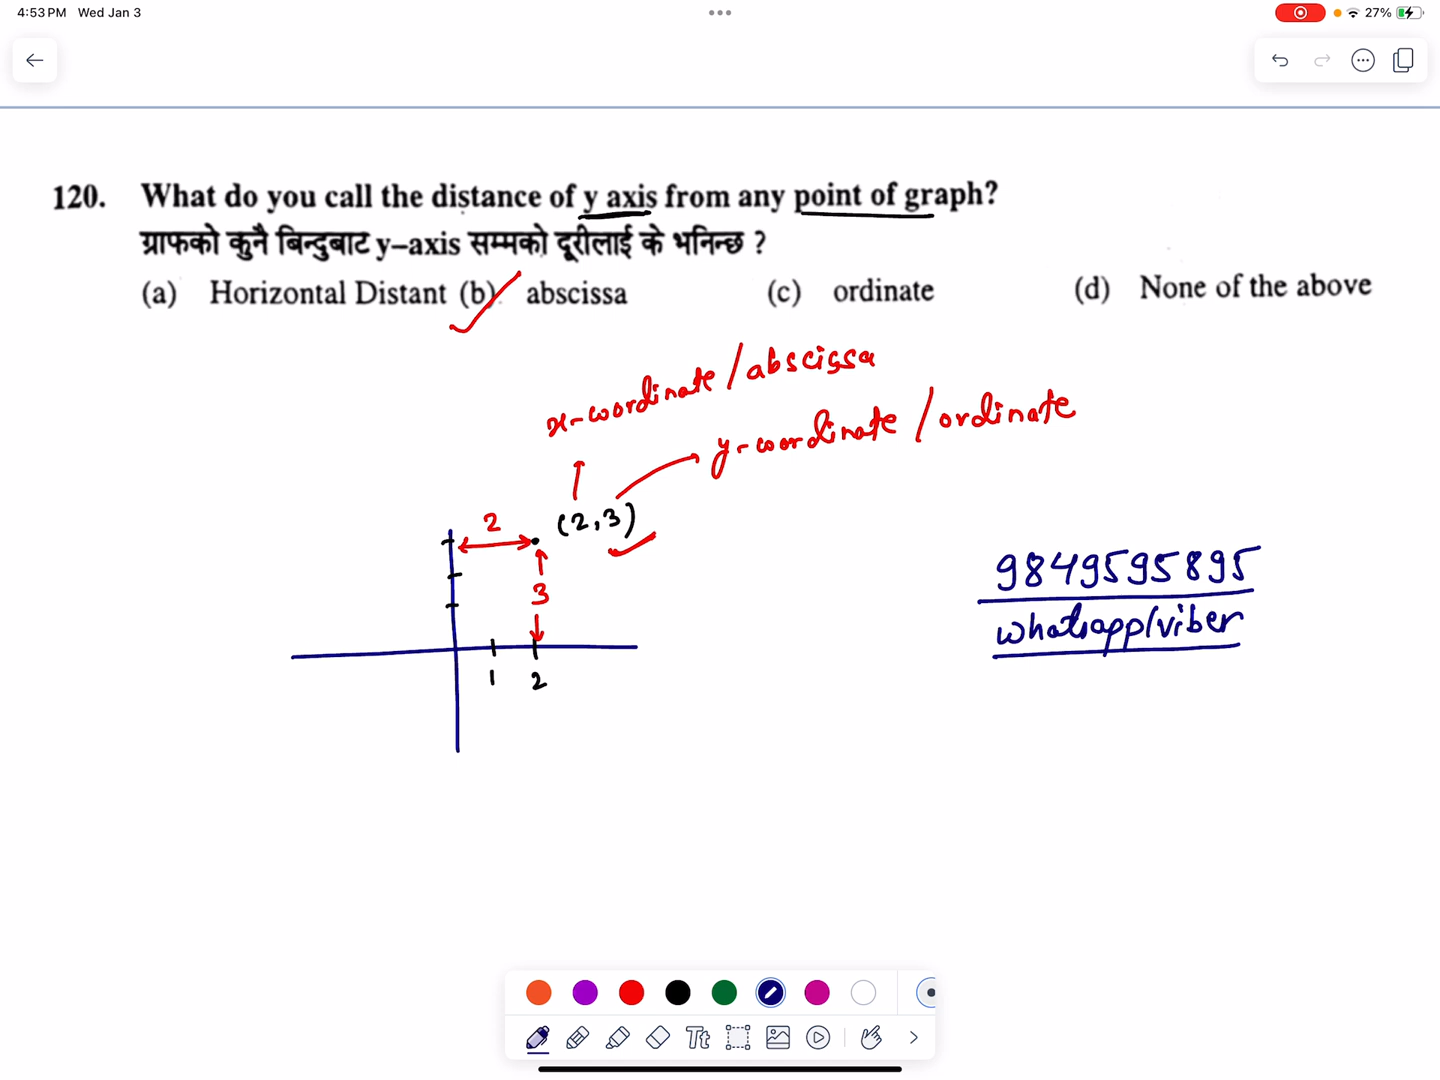 4:53 PM Wed Jan 3
27%
120. What do you call the distance of y axis from any point of graph?
ग्राफको कुनै बिन्दुबाट y-axis सम्मको दूरीलाई के भनिन्छ ?
(a) Horizontal Distant (b) abscissa (c) ordinate (d) None of the above
x-coordinate/abscissa
y-coordinate/ordinate
2
(2,3)
3
1 2
9849595895
whatsapp/viber
Tt